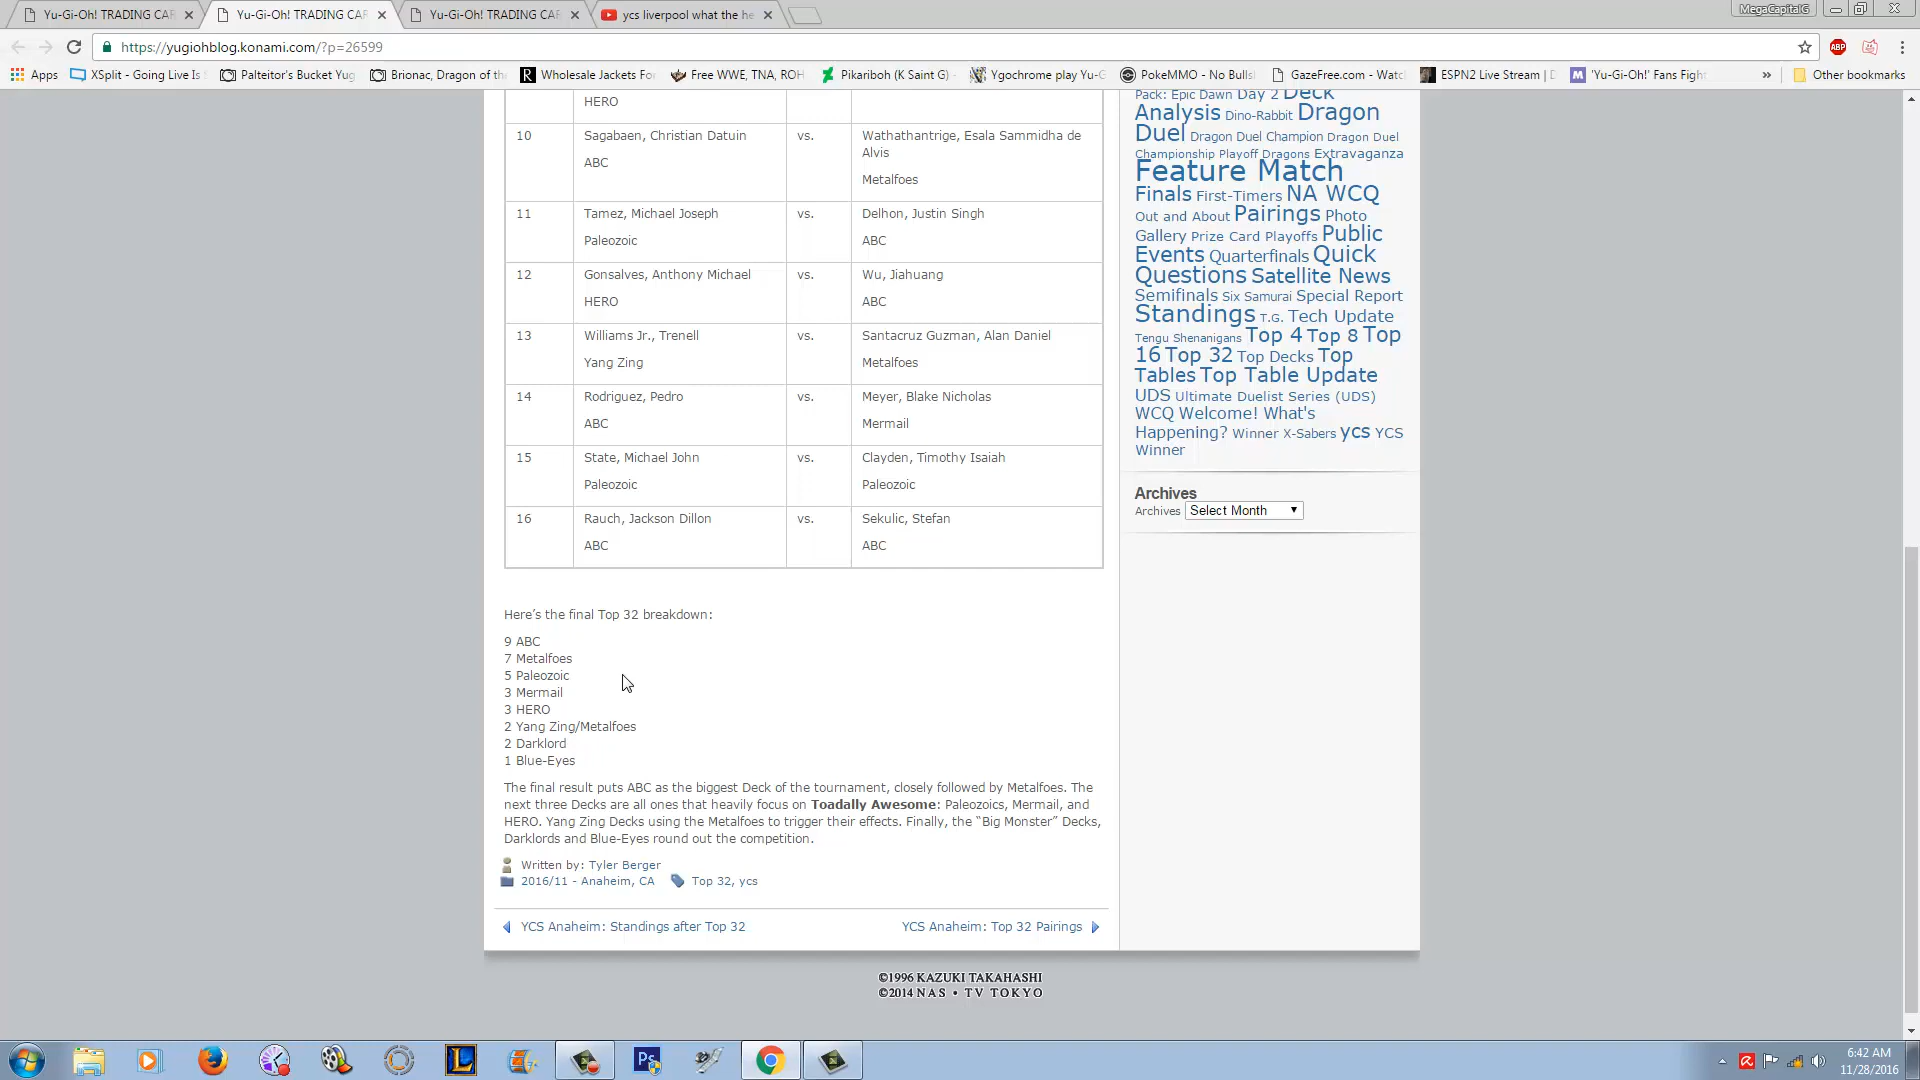 Yu-Gi-Oh! TRADING CAR
Yu-Gi-Oh! TRADING CAR
Yu-Gi-Oh! TRADING CAR
ycs liverpool what the he
MegaCapitalG
https://yugiohblog.konami.com/?p=26599
Apps
XSplit - Going Live Is
Palteitor's Bucket Yug
Brionac, Dragon of the
Wholesale Jackets For
Free WWE, TNA, ROH
Pikariboh (K Saint G)
Ygochrome play Yu-G
PokeMMO - No Bulls
GazeFree.com - Watc
ESPN2 Live Stream | D
'Yu-Gi-Oh!' Fans Figh
»
Other bookmarks
HERO
10 Sagabaen, Christian Datuin vs. Wathathantrige, Esala Sammidha de
Alvis
ABC
Metalfoes
11 Tamez, Michael Joseph vs. Delhon, Justin Singh
Paleozoic ABC
12 Gonsalves, Anthony Michael vs. Wu, Jiahuang
HERO ABC
13 Williams Jr., Trenell vs. Santacruz Guzman, Alan Daniel
Yang Zing Metalfoes
14 Rodriguez, Pedro vs. Meyer, Blake Nicholas
ABC Mermail
15 State, Michael John vs. Clayden, Timothy Isaiah
Paleozoic Paleozoic
16 Rauch, Jackson Dillon vs. Sekulic, Stefan
ABC ABC
Here's the final Top 32 breakdown:
9 ABC
7 Metalfoes
5 Paleozoic
3 Mermail
3 HERO
2 Yang Zing/Metalfoes
2 Darklord
1 Blue-Eyes
The final result puts ABC as the biggest Deck of the tournament, closely followed by Metalfoes. The
next three Decks are all ones that heavily focus on Toadally Awesome: Paleozoics, Mermail, and
HERO. Yang Zing Decks using the Metalfoes to trigger their effects. Finally, the “Big Monster” Decks,
Darklords and Blue-Eyes round out the competition.
Written by: Tyler Berger
2016/11 - Anaheim, CA Top 32, ycs
YCS Anaheim: Standings after Top 32
YCS Anaheim: Top 32 Pairings
Pack: Epic Dawn Day 2 Deck
Analysis Dino-Rabbit Dragon
Duel Dragon Duel Champion Dragon Duel
Championship Playoff Dragons Extravaganza
Feature Match
Finals First-Timers NA WCQ
Out and About Pairings Photo
Gallery Prize Card Playoffs Public
Events Quarterfinals Quick
Questions Satellite News
Semifinals Six Samurai Special Report
Standings T.G. Tech Update
Tengu Shenanigans Top 4 Top 8 Top
16 Top 32 Top Decks Top
Tables Top Table Update
UDS Ultimate Duelist Series (UDS)
WCQ Welcome! What's
Happening? Winner X-Sabers ycs YCS
Winner
Archives
Archives Select Month
©1996 KAZUKI TAKAHASHI
©2014 NAS • TV TOKYO
6:42 AM
11/28/2016